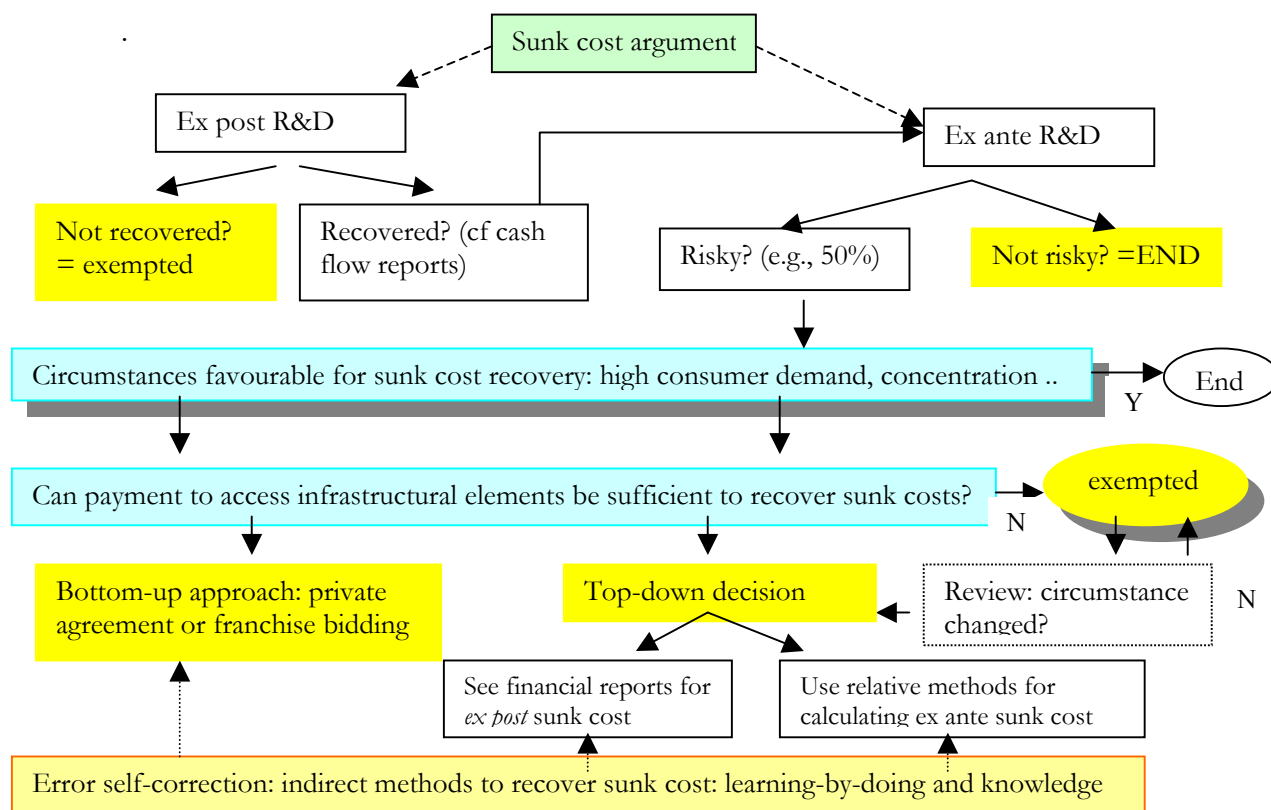 Sunk cost argument
Ex post R&D
Ex ante R&D
Not recovered?
= exempted
Recovered? (cf cash
flow reports)
Risky? (e.g., 50%)
Not risky? =END
Circumstances favourable for sunk cost recovery: high consumer demand, concentration ..
Y
End
Can payment to access infrastructural elements be sufficient to recover sunk costs?
N
exempted
Bottom-up approach: private
agreement or franchise bidding
Top-down decision
Review: circumstance
changed?
N
See financial reports for
ex post sunk cost
Use relative methods for
calculating ex ante sunk cost
Error self-correction: indirect methods to recover sunk cost: learning-by-doing and knowledge